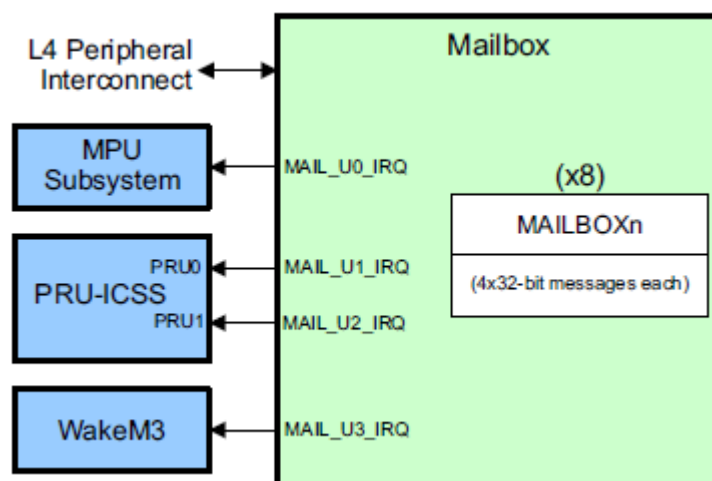 L4 Peripheral
Interconnect
Mailbox
MPU
Subsystem
MAIL_U0_IRQ
(x8)
MAILBOXn
(4x32-bit messages each)
PRU-ICSS
PRU0
MAIL_U1_IRQ
PRU1
MAIL_U2_IRQ
WakeM3
MAIL_U3_IRQ